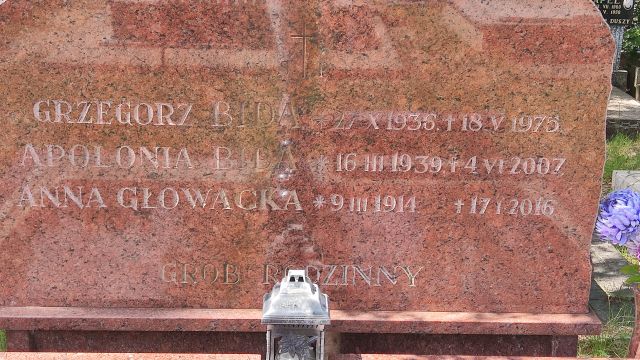 GRZEGORZ BIDA *27 X 1936 † 18 V 1975
APOLONIA BIDA * 16 III 1939 † 4 VI 2007
ANNA GŁOWACKA * 9 III 1914 † 17 I 2016
GRÓB RODZINNY
DUSZY